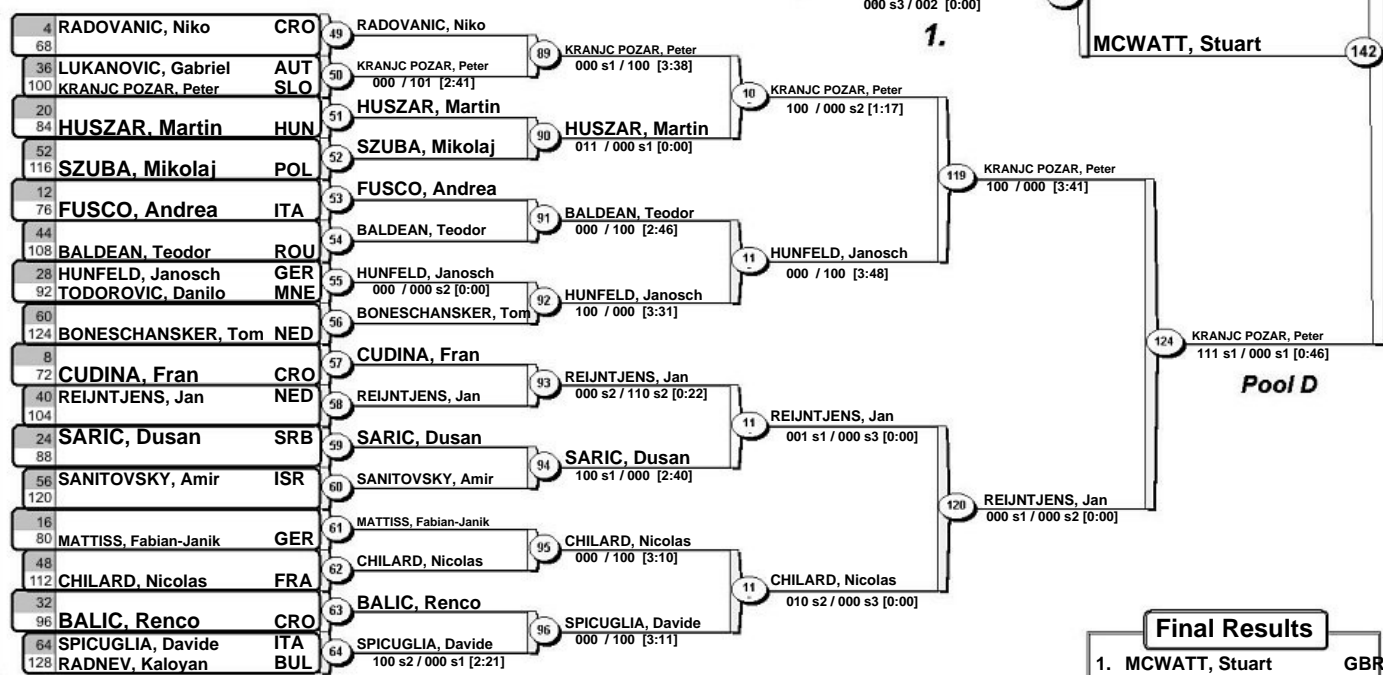 000 s3 / 002 [0:00]
1.
MCWATT, Stuart
142
4 RADOVANIC, Niko CRO
68
36 LUKANOVIC, Gabriel AUT
100 KRANJC POZAR, Peter SLO
20
84 HUSZAR, Martin HUN
52
116 SZUBA, Mikolaj POL
12
76 FUSCO, Andrea ITA
44
108 BALDEAN, Teodor ROU
28 HUNFELD, Janosch GER
92 TODOROVIC, Danilo MNE
60
124 BONESCHANSKER, Tom NED
8
72 CUDINA, Fran CRO
40 REIJNTJENS, Jan NED
104
24 SARIC, Dusan SRB
88
56 SANITOVSKY, Amir ISR
120
16
80 MATTISS, Fabian-Janik GER
48
112 CHILARD, Nicolas FRA
32
96 BALIC, Renco CRO
64 SPICUGLIA, Davide ITA
128 RADNEV, Kaloyan BUL
49 RADOVANIC, Niko
50 KRANJC POZAR, Peter
000 / 101 [2:41]
51 HUSZAR, Martin
52 SZUBA, Mikolaj
53 FUSCO, Andrea
54 BALDEAN, Teodor
55 HUNFELD, Janosch
000 / 000 s2 [0:00]
56 BONESCHANSKER, Tom
57 CUDINA, Fran
58 REIJNTJENS, Jan
59 SARIC, Dusan
60 SANITOVSKY, Amir
61 MATTISS, Fabian-Janik
62 CHILARD, Nicolas
63 BALIC, Renco
64 SPICUGLIA, Davide
100 s2 / 000 s1 [2:21]
89 KRANJC POZAR, Peter
000 s1 / 100 [3:38]
90 HUSZAR, Martin
011 / 000 s1 [0:00]
91 BALDEAN, Teodor
000 / 100 [2:46]
92 HUNFELD, Janosch
100 / 000 [3:31]
93 REIJNTJENS, Jan
000 s2 / 110 s2 [0:22]
94 SARIC, Dusan
100 s1 / 000 [2:40]
95 CHILARD, Nicolas
000 / 100 [3:10]
96 SPICUGLIA, Davide
000 / 100 [3:11]
10 KRANJC POZAR, Peter
100 / 000 s2 [1:17]
11 HUNFELD, Janosch
000 / 100 [3:48]
11 REIJNTJENS, Jan
001 s1 / 000 s3 [0:00]
11 CHILARD, Nicolas
010 s2 / 000 s3 [0:00]
119 KRANJC POZAR, Peter
100 / 000 [3:41]
120 REIJNTJENS, Jan
000 s1 / 000 s2 [0:00]
124 KRANJC POZAR, Peter
111 s1 / 000 s1 [0:46]
Pool D
Final Results
1. MCWATT, Stuart GBR